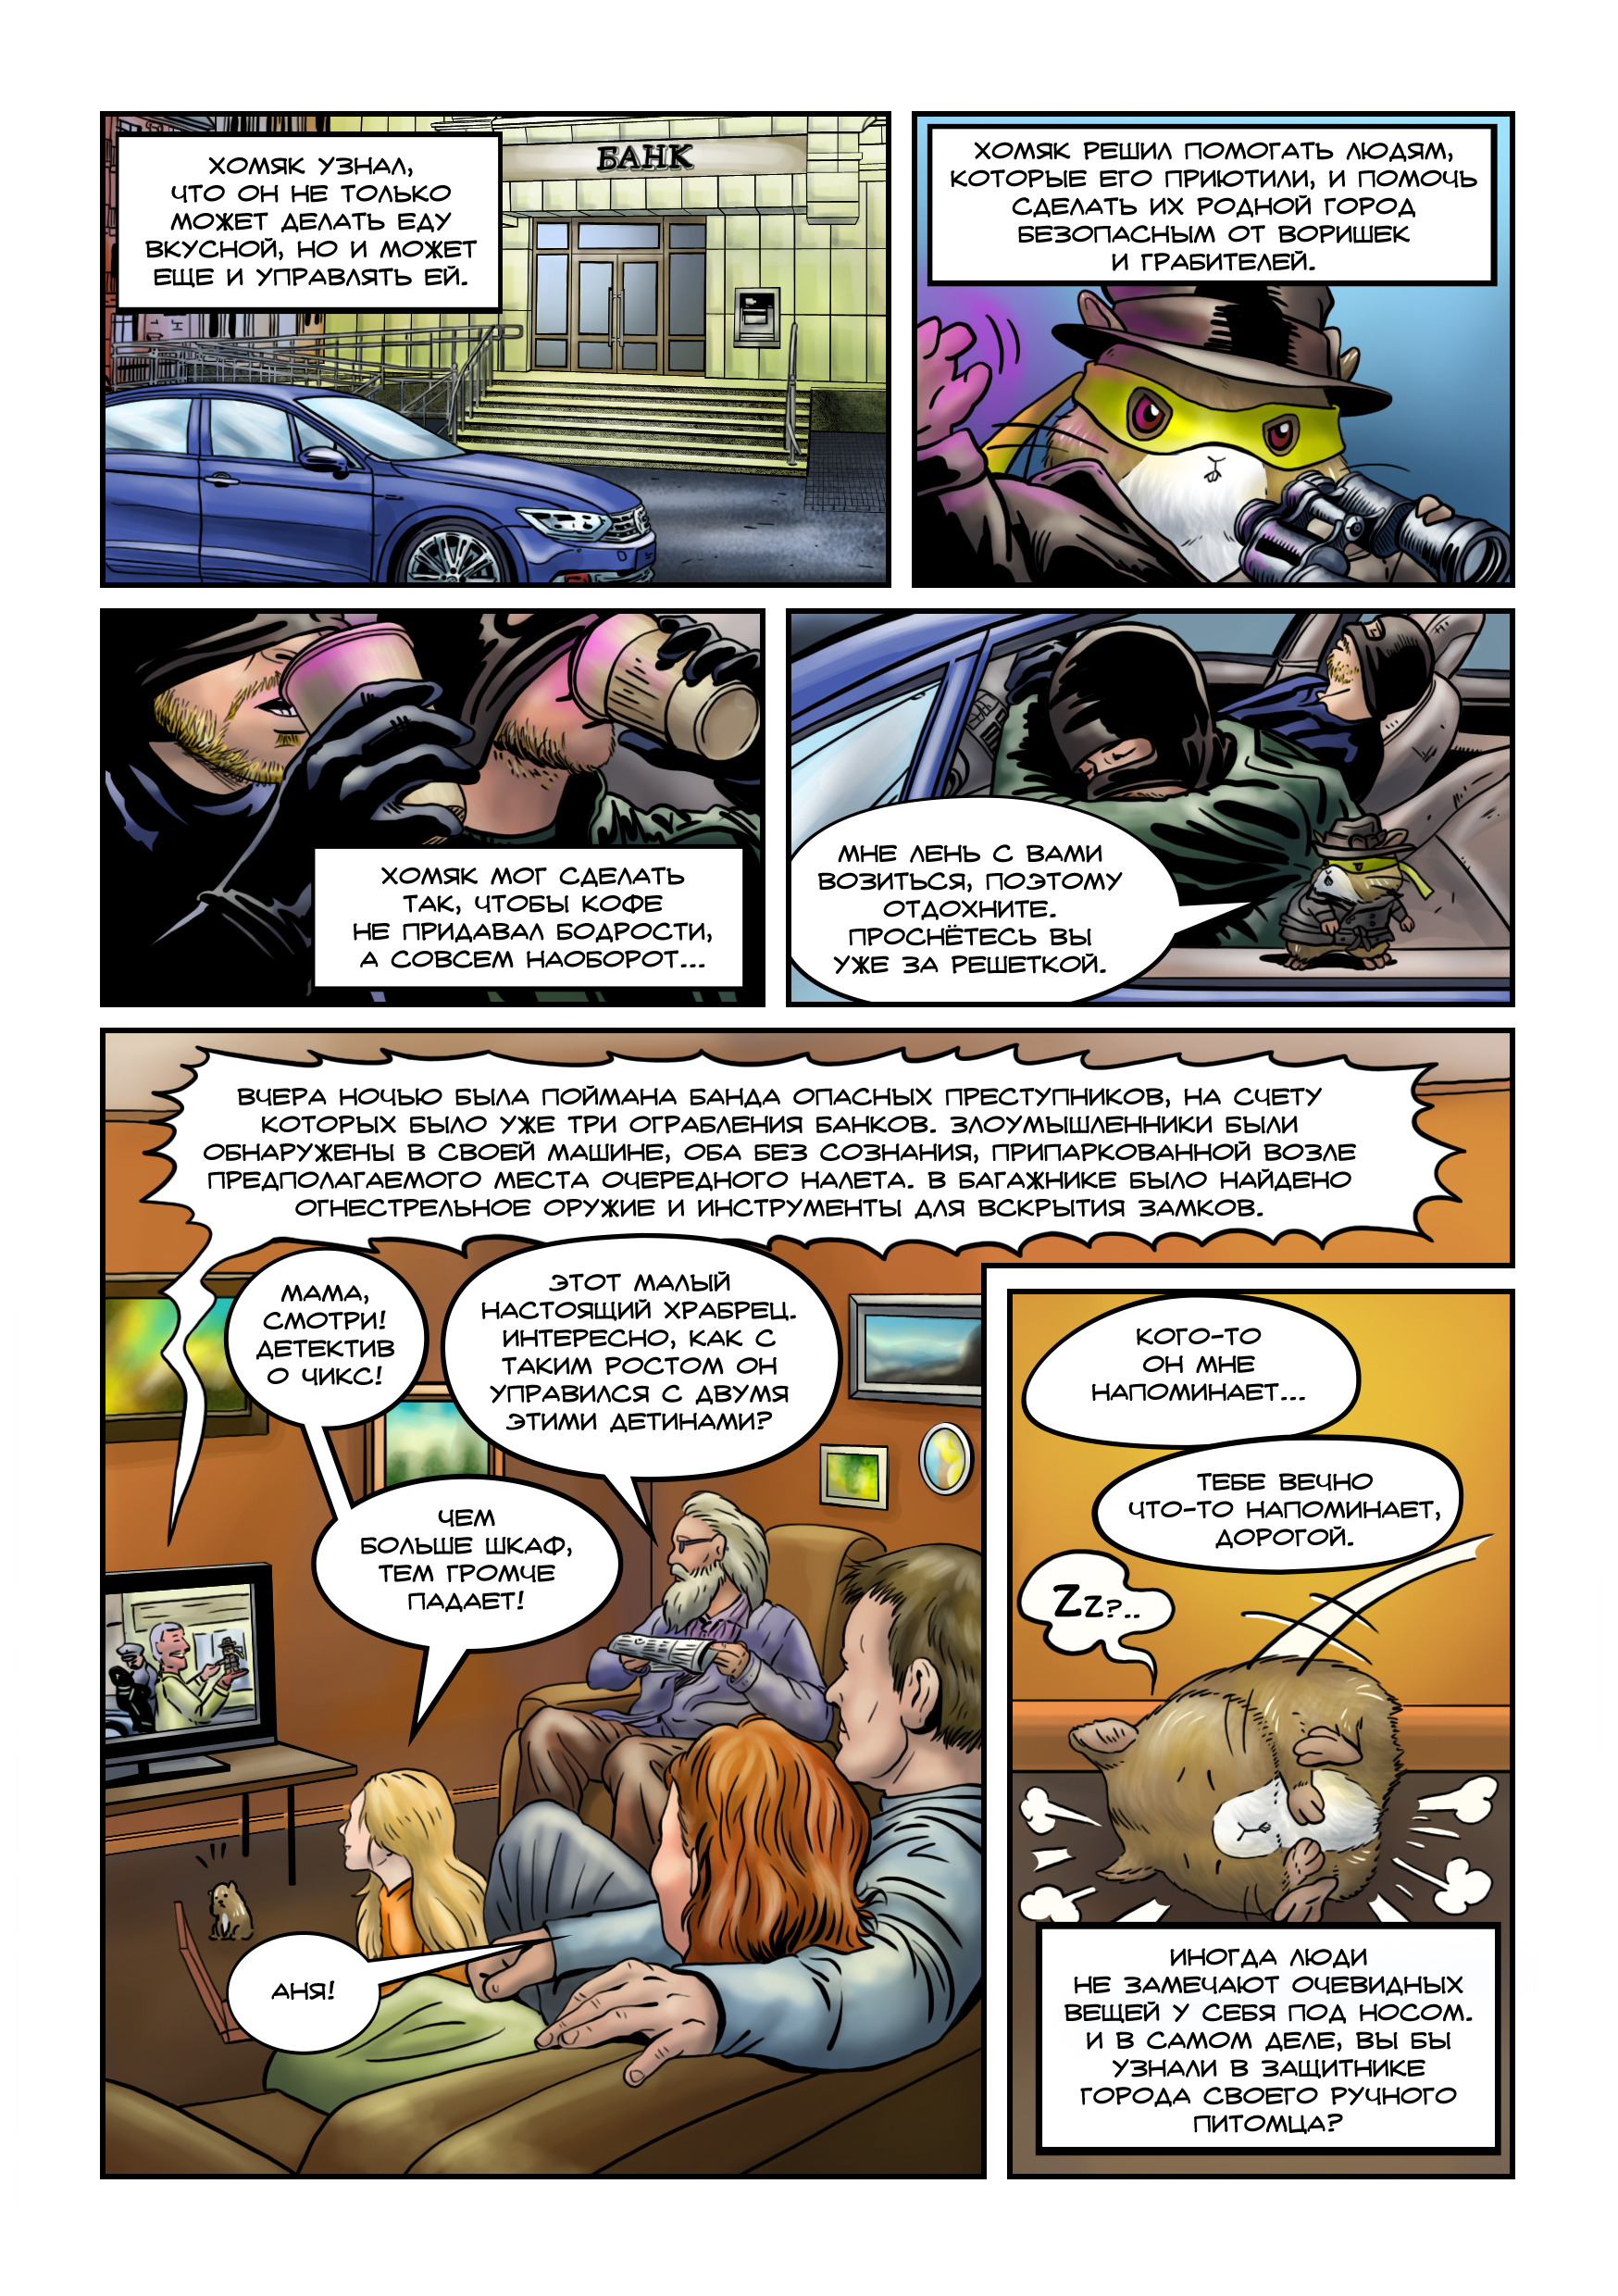 ХОМЯК УЗНАЛ,
ЧТО ОН НЕ ТОЛЬКО
МОЖЕТ ДЕЛАТЬ ЕДУ
ВКУСНОЙ, НО И МОЖЕТ
ЕЩЕ И УПРАВЛЯТЬ ЕЙ.
БАНК
ХОМЯК РЕШИЛ ПОМОГАТЬ ЛЮДЯМ,
КОТОРЫЕ ЕГО ПРИЮТИЛИ, И ПОМОЧЬ
СДЕЛАТЬ ИХ РОДНОЙ ГОРОД
БЕЗОПАСНЫМ ОТ ВОРИШЕК
И ГРАБИТЕЛЕЙ.
ХОМЯК МОГ СДЕЛАТЬ
ТАК, ЧТОБЫ КОФЕ
НЕ ПРИДАВАЛ БОДРОСТИ,
А СОВСЕМ НАОБОРОТ...
МНЕ ЛЕНЬ С ВАМИ
ВОЗИТЬСЯ, ПОЭТОМУ
ОТДОХНИТЕ.
ПРОСНЁТЕСЬ ВЫ
УЖЕ ЗА РЕШЕТКОЙ.
ВЧЕРА НОЧЬЮ БЫЛА ПОЙМАНА БАНДА ОПАСНЫХ ПРЕСТУПНИКОВ, НА СЧЕТУ
КОТОРЫХ БЫЛО УЖЕ ТРИ ОГРАБЛЕНИЯ БАНКОВ. ЗЛОУМЫШЛЕННИКИ БЫЛИ
ОБНАРУЖЕНЫ В СВОЕЙ МАШИНЕ, ОБА БЕЗ СОЗНАНИЯ, ПРИПАРКОВАННОЙ ВОЗЛЕ
ПРЕДПОЛАГАЕМОГО МЕСТА ОЧЕРЕДНОГО НАЛЕТА. В БАГАЖНИКЕ БЫЛО НАЙДЕНО
ОГНЕСТРЕЛЬНОЕ ОРУЖИЕ И ИНСТРУМЕНТЫ ДЛЯ ВСКРЫТИЯ ЗАМКОВ.
МАМА,
СМОТРИ!
ДЕТЕКТИВ
О ЧИКС!
ЭТОТ МАЛЫЙ
НАСТОЯЩИЙ ХРАБРЕЦ.
ИНТЕРЕСНО, КАК С
ТАКИМ РОСТОМ ОН
УПРАВИЛСЯ С ДВУМЯ
ЭТИМИ ДЕТИНАМИ?
ЧЕМ
БОЛЬШЕ ШКАФ,
ТЕМ ГРОМЧЕ
ПАДАЕТ!
АНЯ!
КОГО-ТО
ОН МНЕ
НАПОМИНАЕТ...
ТЕБЕ ВЕЧНО
ЧТО-ТО НАПОМИНАЕТ,
ДОРОГОЙ.
Zz?..
ИНОГДА ЛЮДИ
НЕ ЗАМЕЧАЮТ ОЧЕВИДНЫХ
ВЕЩЕЙ У СЕБЯ ПОД НОСОМ.
И В САМОМ ДЕЛЕ, ВЫ БЫ
УЗНАЛИ В ЗАЩИТНИКЕ
ГОРОДА СВОЕГО РУЧНОГО
ПИТОМЦА?